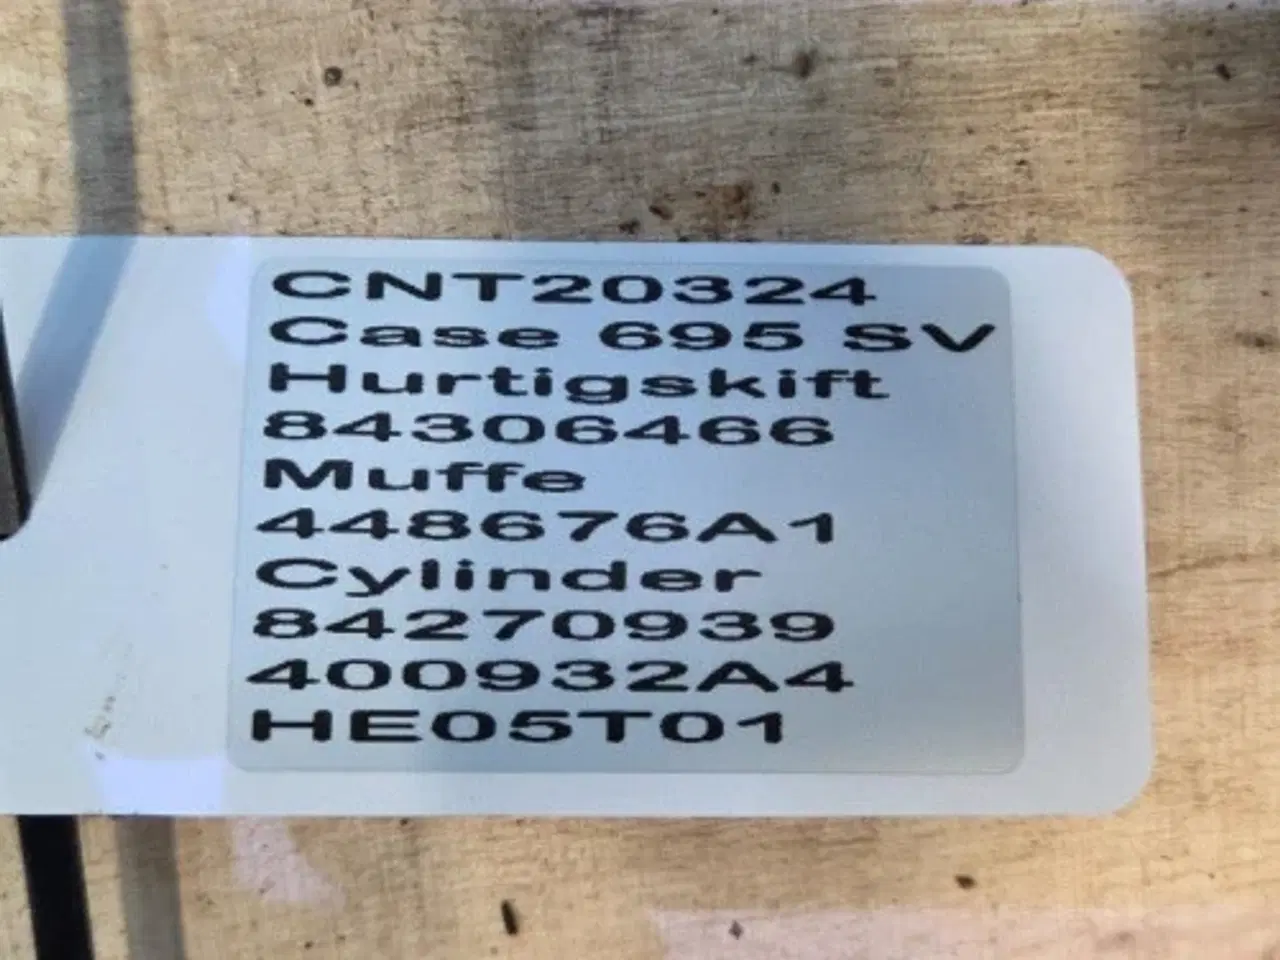 CNT20324
Case 695 SV
Hurtigskift
84306466
Muffe
448676A1
Cylinder
84270939
400932A4
HE05T01